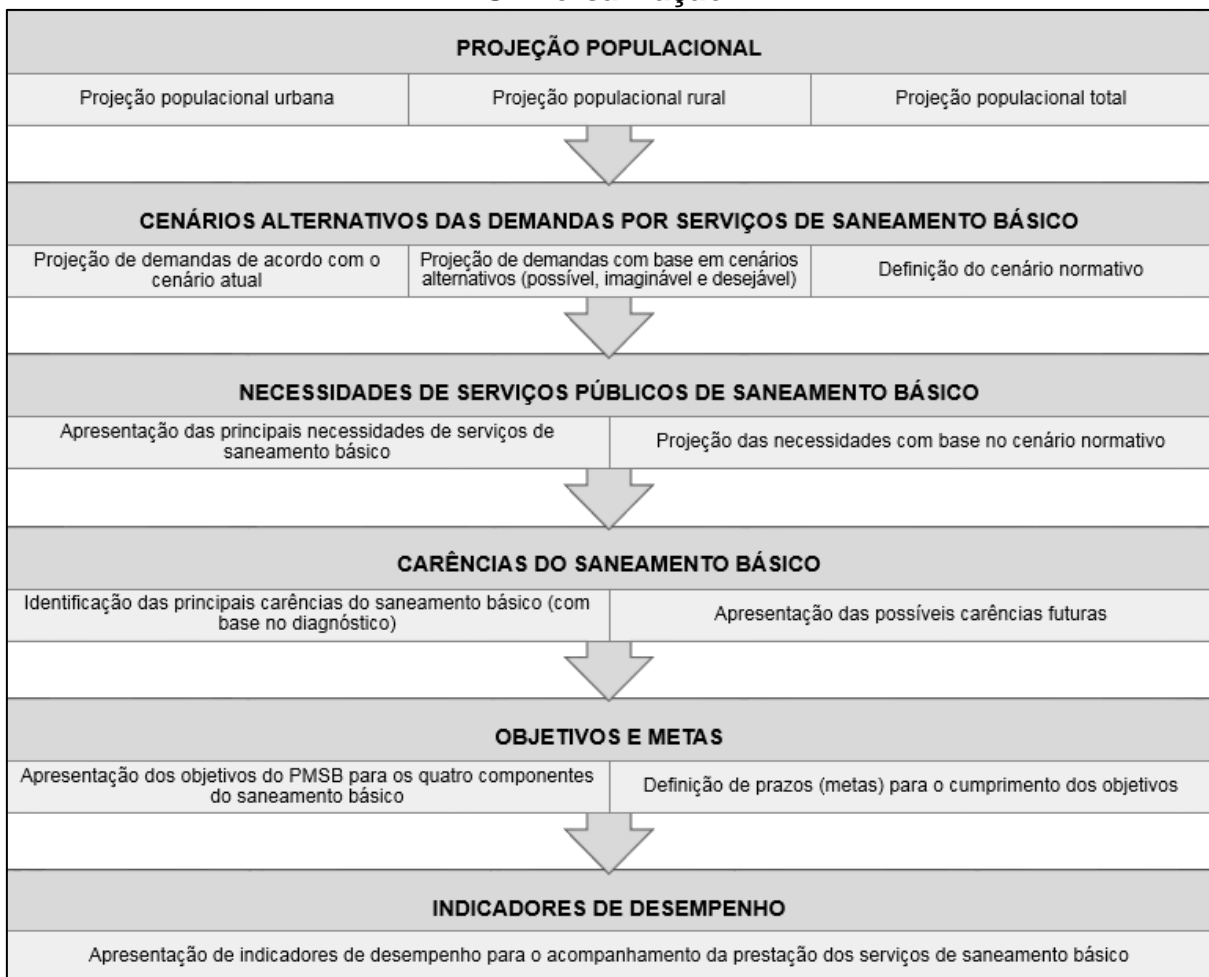 PROJEÇÃO POPULACIONAL
Projeção populacional urbana
Projeção populacional rural
Projeção populacional total
CENÁRIOS ALTERNATIVOS DAS DEMANDAS POR SERVIÇOS DE SANEAMENTO BÁSICO
Projeção de demandas de acordo com o
cenário atual
Projeção de demandas com base em cenários
alternativos (possível, imaginável e desejável)
Definição do cenário normativo
NECESSIDADES DE SERVIÇOS PÚBLICOS DE SANEAMENTO BÁSICO
Apresentação das principais necessidades de serviços de
saneamento básico
Projeção das necessidades com base no cenário normativo
CARÊNCIAS DO SANEAMENTO BÁSICO
Identificação das principais carências do saneamento básico (com
base no diagnóstico)
Apresentação das possíveis carências futuras
OBJETIVOS E METAS
Apresentação dos objetivos do PMSB para os quatro componentes
do saneamento básico
Definição de prazos (metas) para o cumprimento dos objetivos
INDICADORES DE DESEMPENHO
Apresentação de indicadores de desempenho para o acompanhamento da prestação dos serviços de saneamento básico